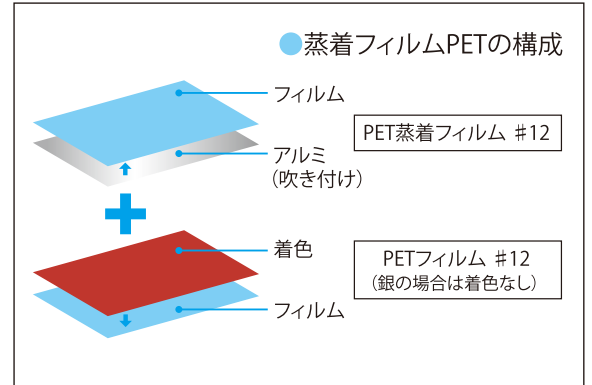 ●蒸着フィルムPETの構成
フィルム
PET蒸着フィルム ♯12
アルミ
(吹き付け)
着色
PETフィルム ♯12
(銀の場合は着色なし)
フィルム